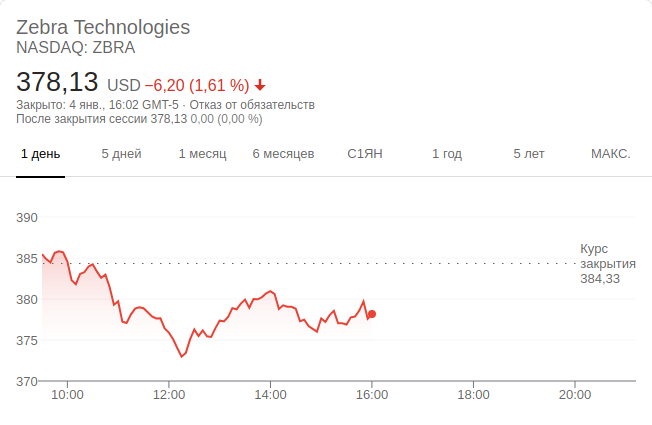 Zebra Technologies
NASDAQ: ZBRA
378,13 USD −6,20 (1,61 %)
Закрыто: 4 янв., 16:02 GMT-5 · Отказ от обязательств
После закрытия сессии 378,13 0,00 (0,00 %)
1 день 5 дней 1 месяц 6 месяцев С1ЯН 1 год 5 лет МАКС.
390
385
380
375
370
Курс
закрытия
384,33
10:00 12:00 14:00 16:00 18:00 20:00